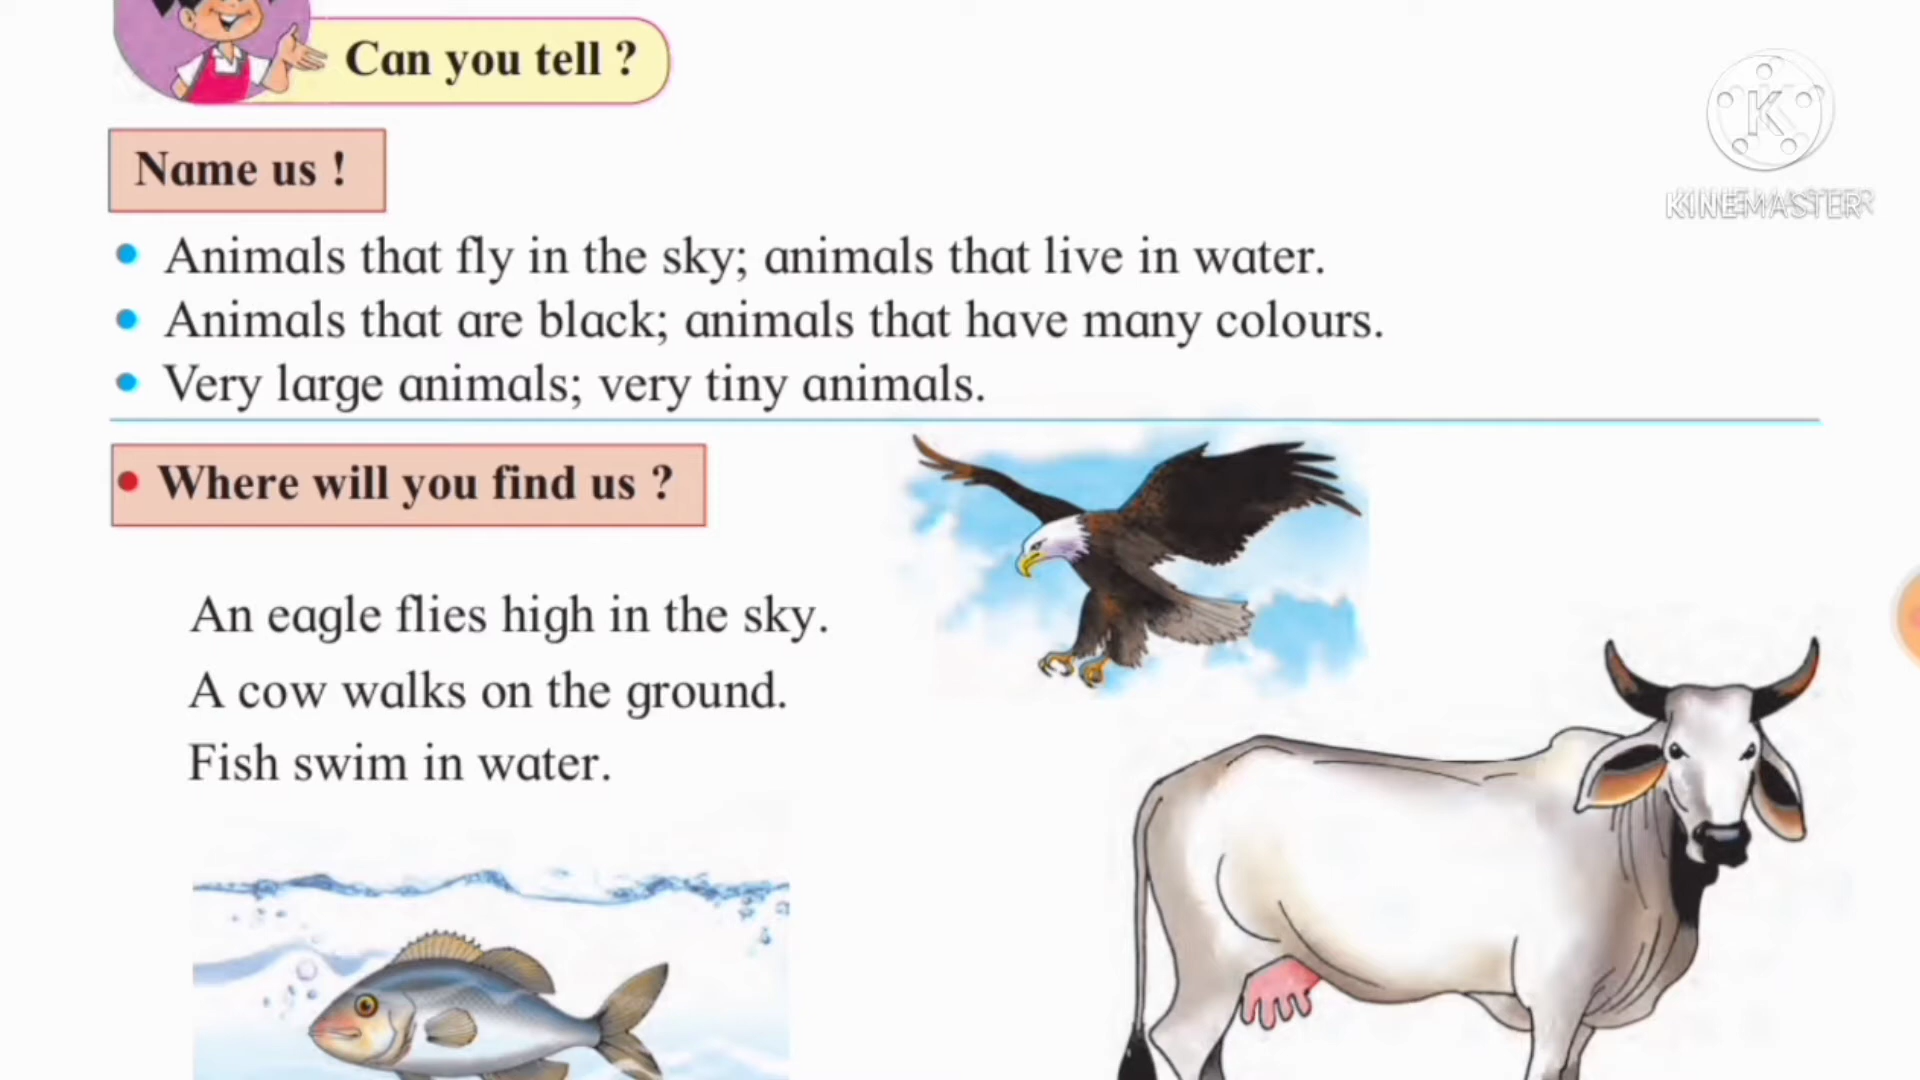 Can you tell ?
K
KINEMASTER
Name us !
• Animals that fly in the sky; animals that live in water.
• Animals that are black; animals that have many colours.
• Very large animals; very tiny animals.
• Where will you find us ?
An eagle flies high in the sky.
A cow walks on the ground.
Fish swim in water.